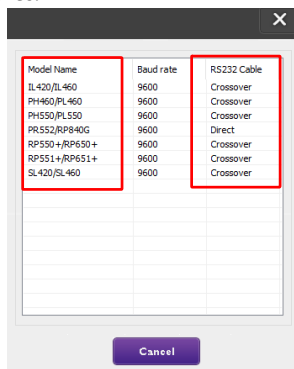 Model Name Baud rate RS232 Cable
IL420/IL460 9600 Crossover
PH460/PL460 9600 Crossover
PH550/PL550 9600 Crossover
PR552/RP840G 9600 Direct
RP550+/RP650+ 9600 Crossover
RP551+/RP651+ 9600 Crossover
SL420/SL460 9600 Crossover
Cancel